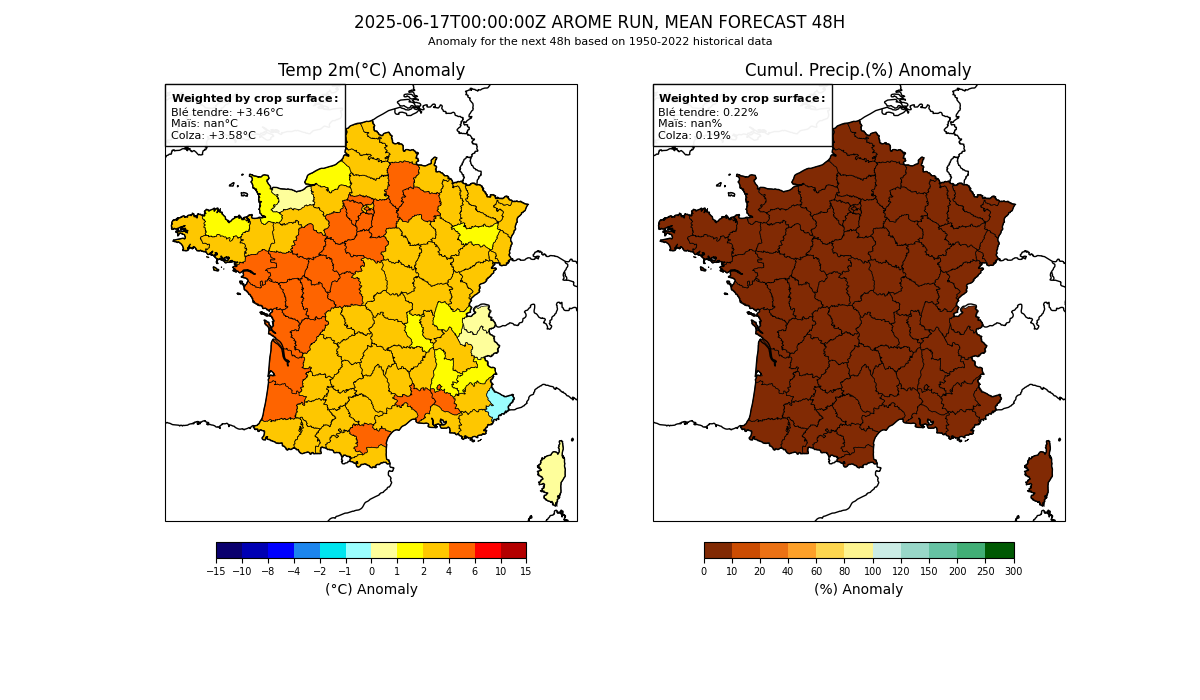 2025-06-17T00:00:00Z AROME RUN, MEAN FORECAST 48H
Anomaly for the next 48h based on 1950-2022 historical data
Temp 2m(°C) Anomaly
Weighted by crop surface:
Blé tendre: +3.46°C
Maïs: nan°C
Colza: +3.58°C
−15 −10 −8 −4 −2 −1 0 1 2 4 6 10 15
(°C) Anomaly
Cumul. Precip.(%) Anomaly
Weighted by crop surface:
Blé tendre: 0.22%
Maïs: nan%
Colza: 0.19%
0 10 20 40 60 80 100 120 150 200 250 300
(%) Anomaly